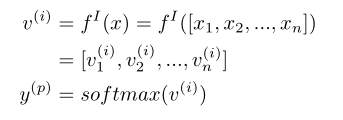 v^{(i)} = f^I(x) = f^I([x_1, x_2, ..., x_n])
= [v_1^{(i)}, v_2^{(i)}, ..., v_n^{(i)}]
y^{(p)} = softmax(v^{(i)})